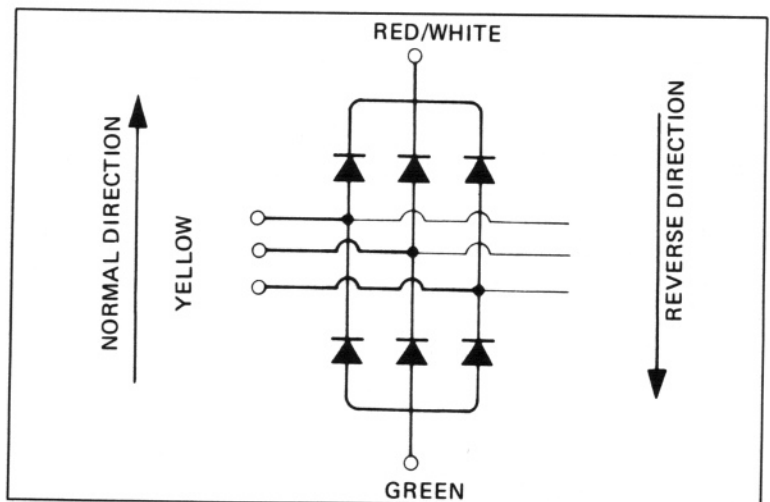 RED/WHITE
NORMAL DIRECTION
YELLOW
REVERSE DIRECTION
GREEN